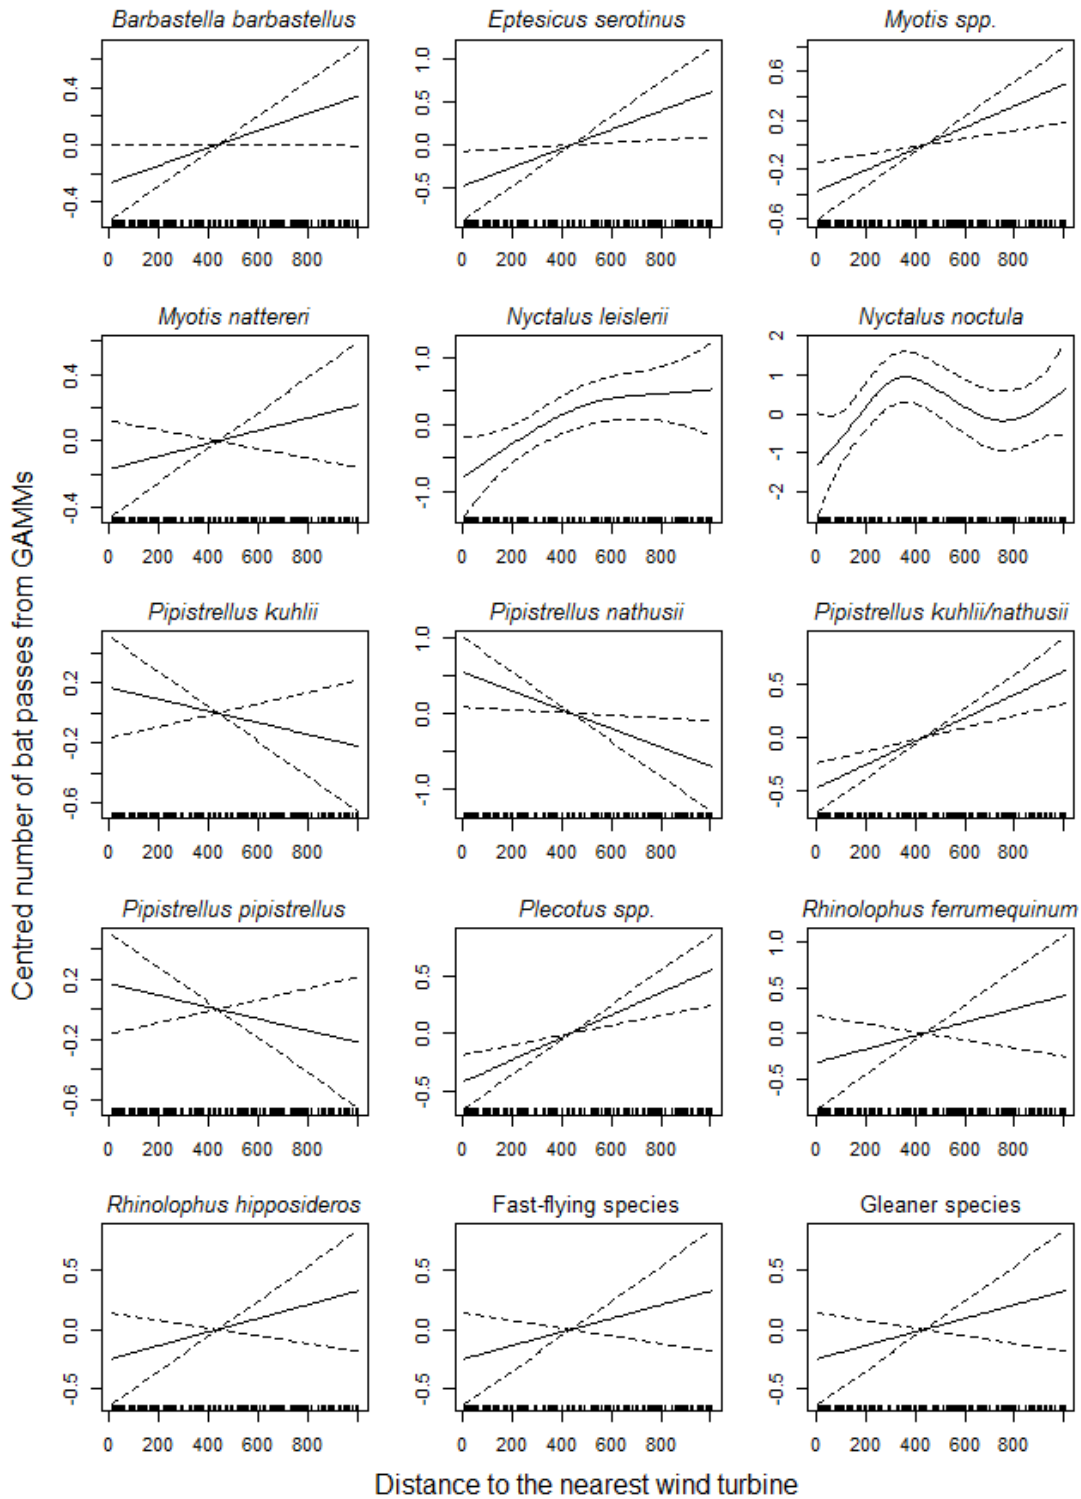 Barbastella barbastellus Eptesicus serotinus Myotis spp.
-0.4 0.0 0.4
-0.5 0.0 0.5 1.0
-0.6 -0.2 0.2 0.6
0 200 400 600 800 0 200 400 600 800 0 200 400 600 800
Myotis nattereri Nyctalus leislerii Nyctalus noctula
-0.4 0.0 0.4
-1.0 0.0 1.0
-2 -1 0 1 2
0 200 400 600 800 0 200 400 600 800 0 200 400 600 800
Centred number of bat passes from GAMMs
Pipistrellus kuhlii Pipistrellus nathusii Pipistrellus kuhlii/nathusii
-0.6 -0.2 0.2
-1.0 0.0 1.0
-0.5 0.0 0.5
0 200 400 600 800 0 200 400 600 800 0 200 400 600 800
Pipistrellus pipistrellus Plecotus spp. Rhinolophus ferrumequinum
-0.6 -0.2 0.2
-0.5 0.0 0.5
-0.5 0.0 0.5 1.0
0 200 400 600 800 0 200 400 600 800 0 200 400 600 800
Rhinolophus hipposideros Fast-flying species Gleaner species
-0.5 0.0 0.5
-0.5 0.0 0.5
-0.5 0.0 0.5
0 200 400 600 800 0 200 400 600 800 0 200 400 600 800
Distance to the nearest wind turbine